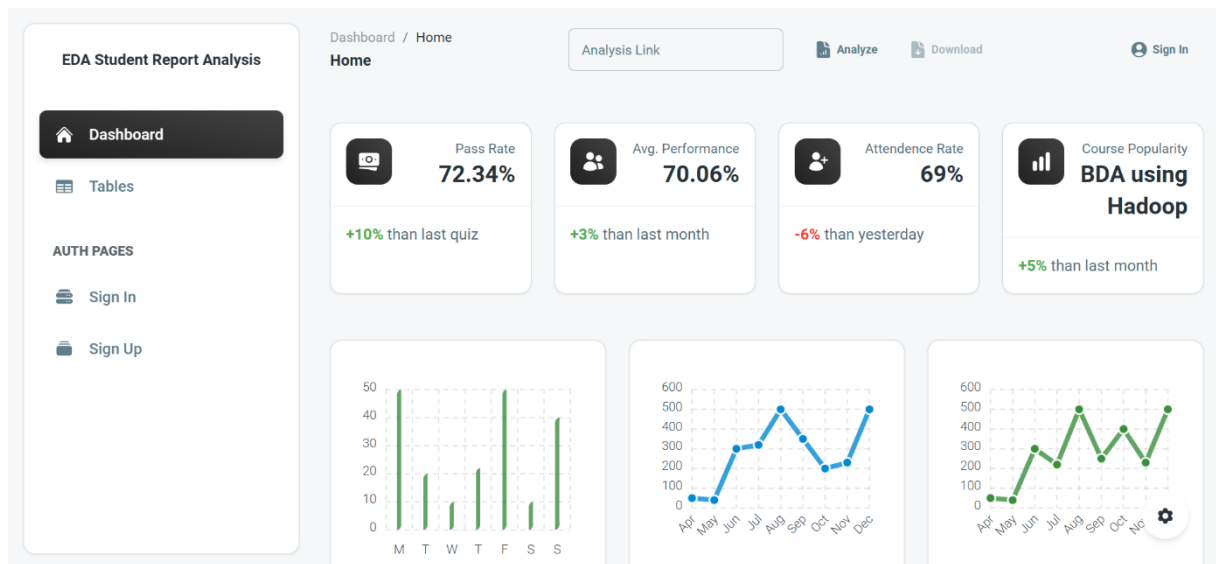 EDA Student Report Analysis
Dashboard
Tables
AUTH PAGES
Sign In
Sign Up
Dashboard / Home
Home
Analysis Link
Analyze
Download
Sign In
Pass Rate
72.34%
+10% than last quiz
Avg. Performance
70.06%
+3% than last month
Attendence Rate
69%
-6% than yesterday
Course Popularity
BDA using
Hadoop
+5% than last month
50
40
30
20
10
0
M T W T F S S
600
500
400
300
200
100
0
Apr May Jun Jul Aug Sep Oct Nov Dec
600
500
400
300
200
100
0
Apr May Jun Jul Aug Sep Oct